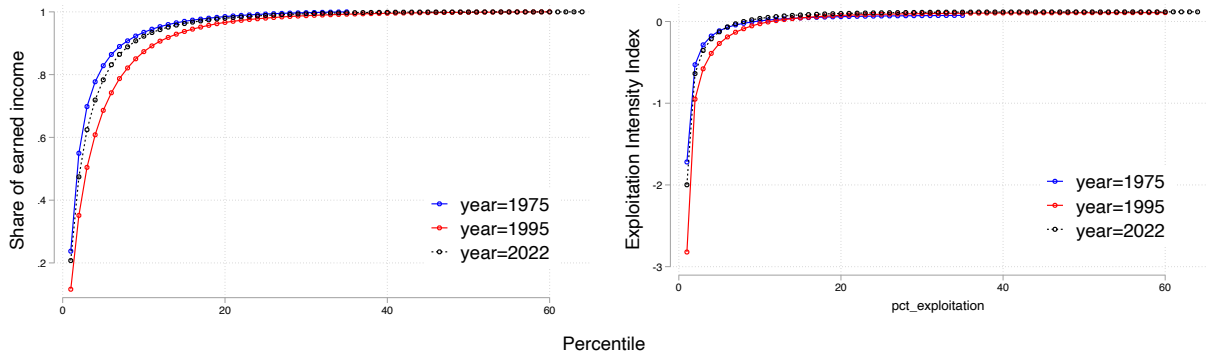 Share of earned income
1
.8
.6
.4
.2
0
20
40
60
year=1975
year=1995
year=2022
Exploitation Intensity Index
0
-1
-2
-3
0
20
40
60
pct_exploitation
year=1975
year=1995
year=2022
Percentile